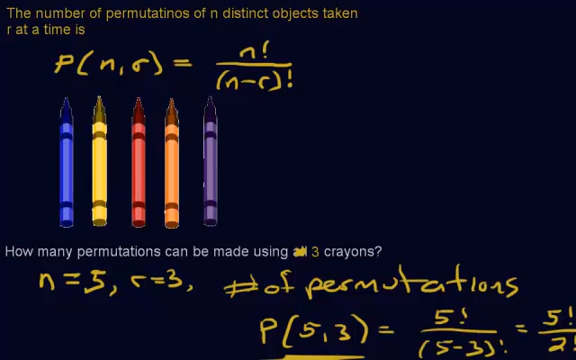 The number of permutatinos of n distinct objects taken
r at a time is
P(n,r) = n!/(n-r)!
How many permutations can be made using 3 crayons?
n=5, r=3, # of permutations
P(5,3) = 5!/(5-3)! = 5!/2!